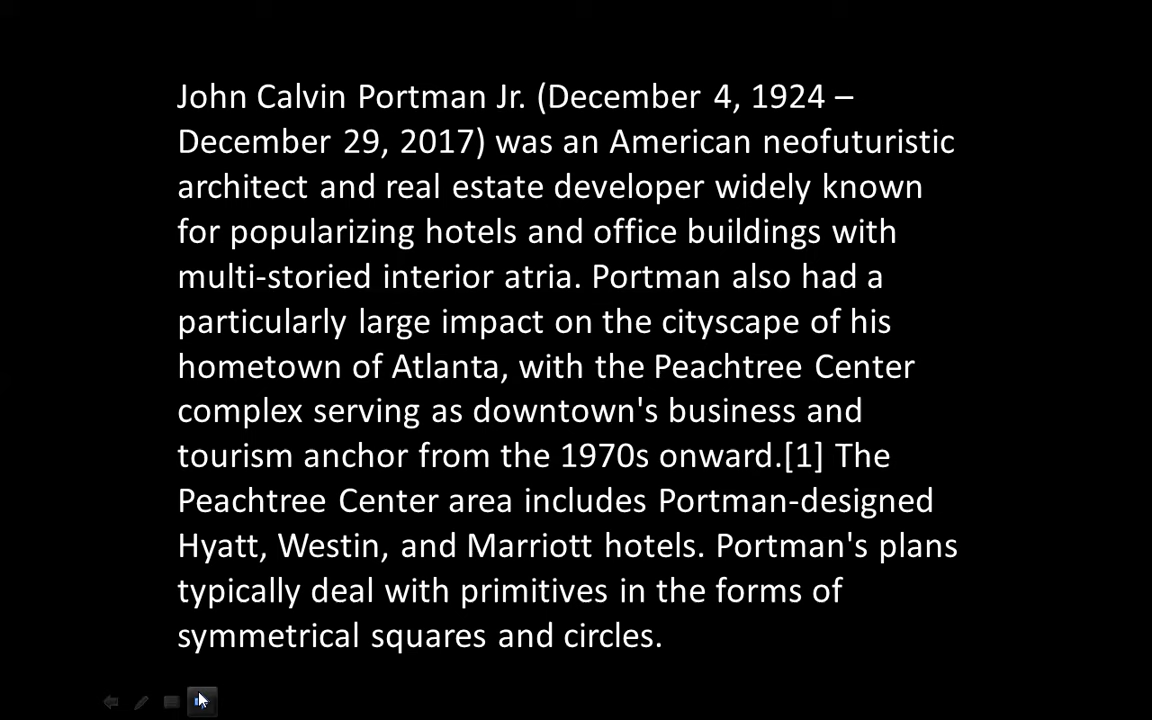 John Calvin Portman Jr. (December 4, 1924 –
December 29, 2017) was an American neofuturistic
architect and real estate developer widely known
for popularizing hotels and office buildings with
multi-storied interior atria. Portman also had a
particularly large impact on the cityscape of his
hometown of Atlanta, with the Peachtree Center
complex serving as downtown's business and
tourism anchor from the 1970s onward.[1] The
Peachtree Center area includes Portman-designed
Hyatt, Westin, and Marriott hotels. Portman's plans
typically deal with primitives in the forms of
symmetrical squares and circles.